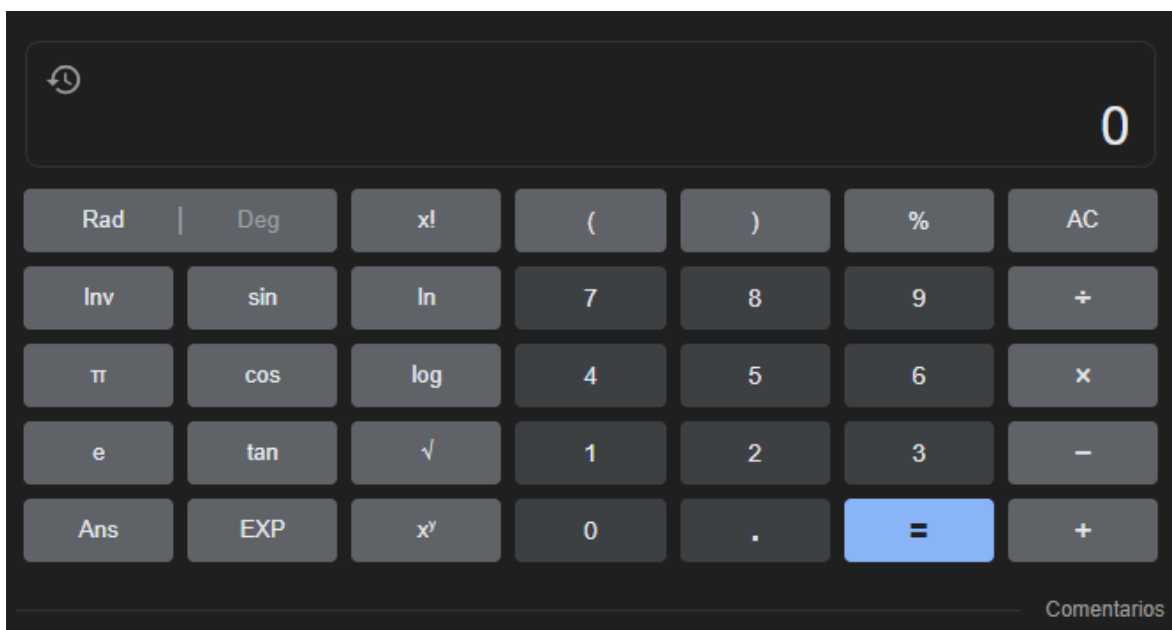 0
Rad | Deg x! ( ) % AC
Inv sin ln 7 8 9 ÷
π cos log 4 5 6 ×
e tan √ 1 2 3 −
Ans EXP xʸ 0 . = +
Comentarios